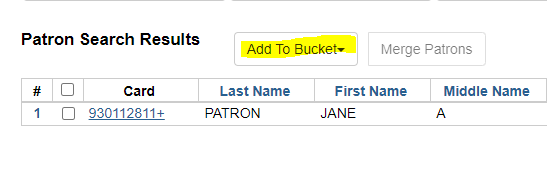 Patron Search Results Add To Bucket Merge Patrons
# Card Last Name First Name Middle Name
1 930112811+ PATRON JANE A